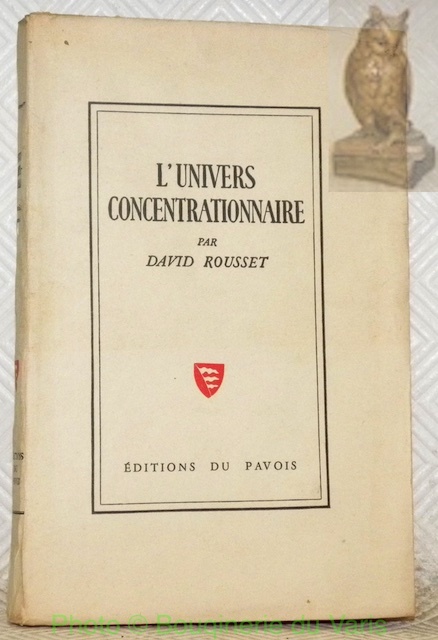 L'UNIVERS
CONCENTRATIONNAIRE
PAR
DAVID ROUSSET
ÉDITIONS DU PAVOIS
Photo © Bouquinerie du Varis